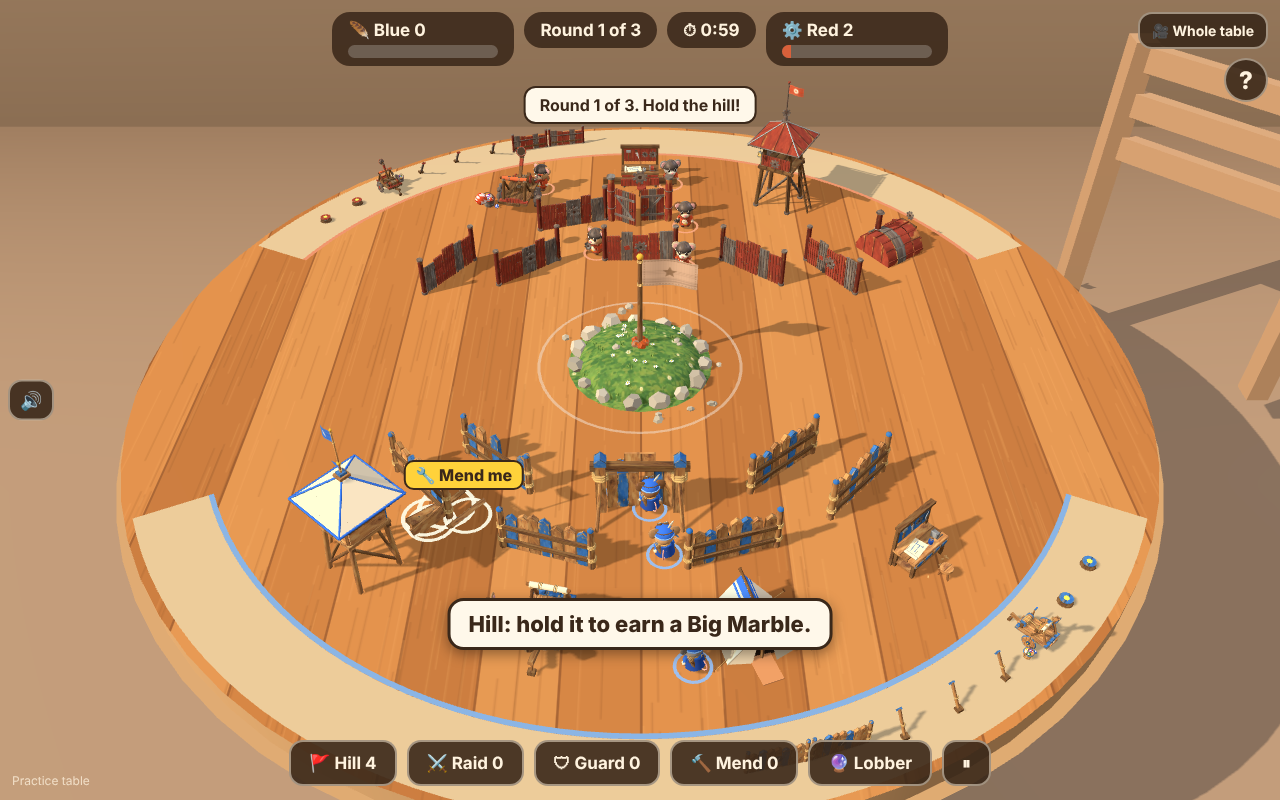 Blue 0
Round 1 of 3
0:59
Red 2
Whole table
?
Round 1 of 3. Hold the hill!
Mend me
Hill: hold it to earn a Big Marble.
Hill 4
Raid 0
Guard 0
Mend 0
Lobber
Practice table